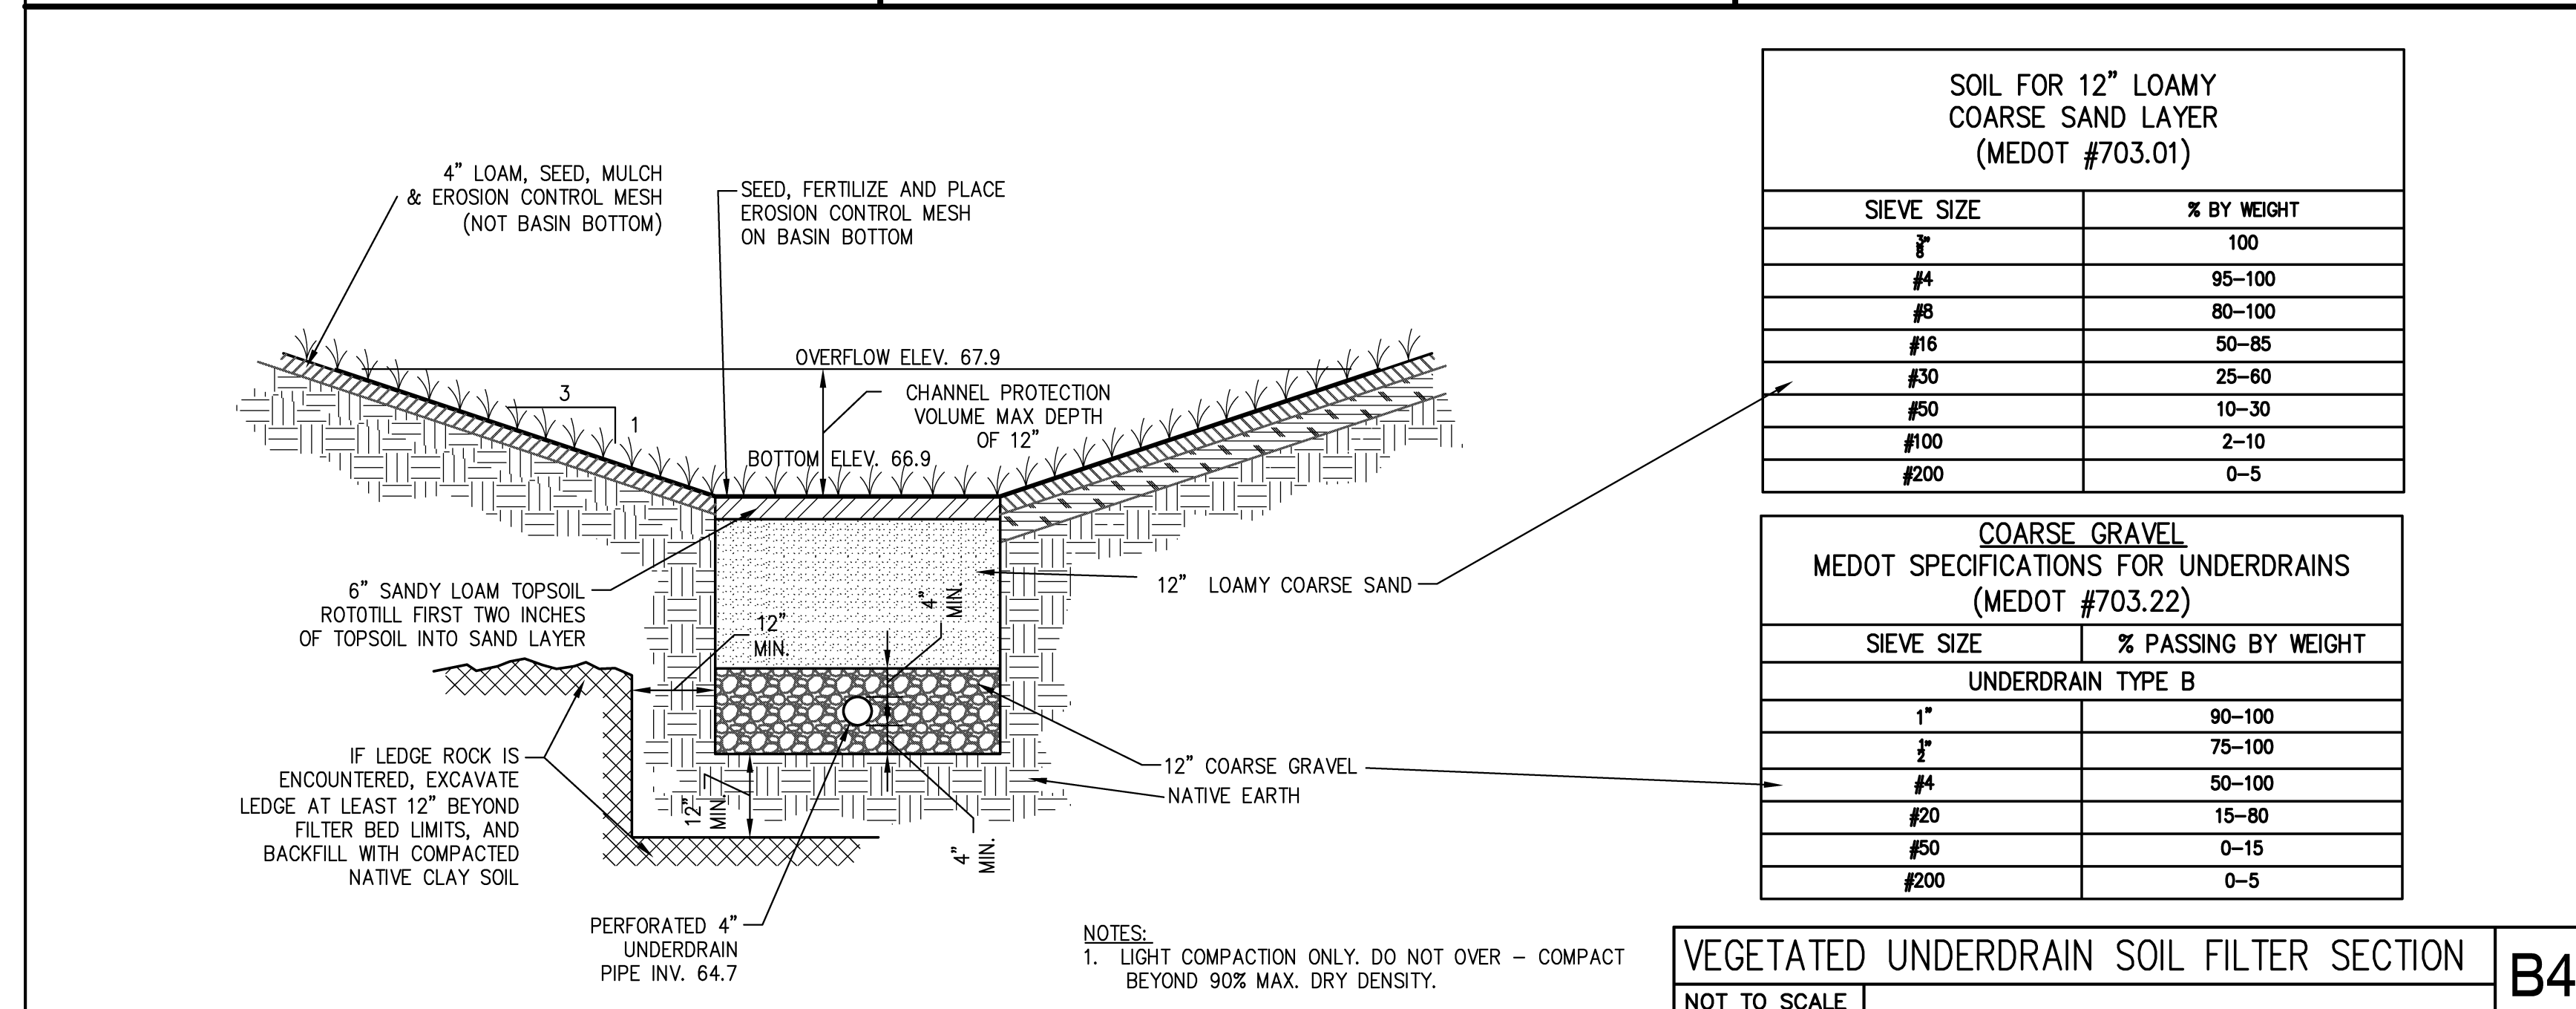 4" LOAM, SEED, MULCH
& EROSION CONTROL MESH
(NOT BASIN BOTTOM)
SEED, FERTILIZE AND PLACE
EROSION CONTROL MESH
ON BASIN BOTTOM
OVERFLOW ELEV. 67.9
3
1
CHANNEL PROTECTION
VOLUME MAX DEPTH
OF 12"
BOTTOM ELEV. 66.9
6" SANDY LOAM TOPSOIL
ROTOTILL FIRST TWO INCHES
OF TOPSOIL INTO SAND LAYER
12"
MIN.
4"
MIN.
12" LOAMY COARSE SAND
IF LEDGE ROCK IS
ENCOUNTERED, EXCAVATE
LEDGE AT LEAST 12" BEYOND
FILTER BED LIMITS, AND
BACKFILL WITH COMPACTED
NATIVE CLAY SOIL
12"
MIN.
4"
MIN.
12" COARSE GRAVEL
NATIVE EARTH
PERFORATED 4"
UNDERDRAIN
PIPE INV. 64.7
NOTES:
1. LIGHT COMPACTION ONLY. DO NOT OVER – COMPACT
BEYOND 90% MAX. DRY DENSITY.
SOIL FOR 12" LOAMY
COARSE SAND LAYER
(MEDOT #703.01)
SIEVE SIZE % BY WEIGHT
3/8" 100
#4 95–100
#8 80–100
#16 50–85
#30 25–60
#50 10–30
#100 2–10
#200 0–5
COARSE GRAVEL
MEDOT SPECIFICATIONS FOR UNDERDRAINS
(MEDOT #703.22)
SIEVE SIZE % PASSING BY WEIGHT
UNDERDRAIN TYPE B
1" 90–100
1/2" 75–100
#4 50–100
#20 15–80
#50 0–15
#200 0–5
VEGETATED UNDERDRAIN SOIL FILTER SECTION
B4
NOT TO SCALE